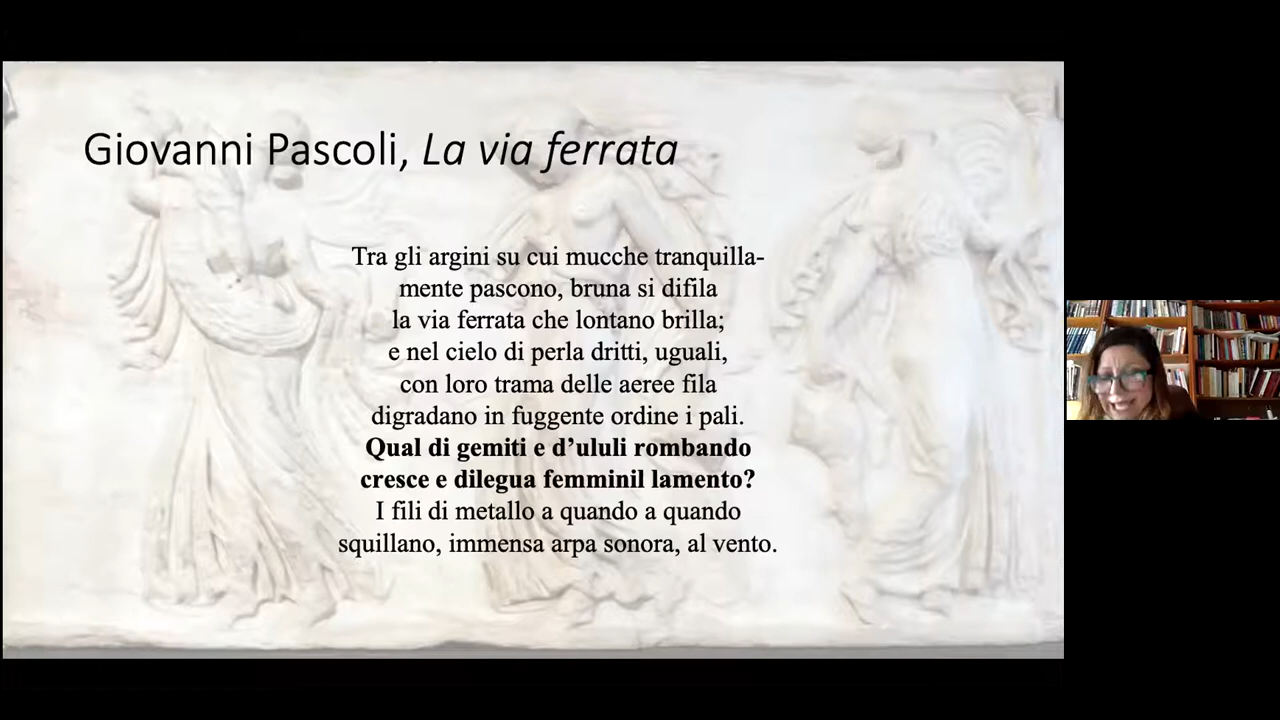 Giovanni Pascoli, La via ferrata
Tra gli argini su cui mucche tranquilla-
mente pascono, bruna si difila
la via ferrata che lontano brilla;
e nel cielo di perla dritti, uguali,
con loro trama delle aeree fila
digradano in fuggente ordine i pali.
Qual di gemiti e d’ululi rombando
cresce e dilegua femminil lamento?
I fili di metallo a quando a quando
squillano, immensa arpa sonora, al vento.